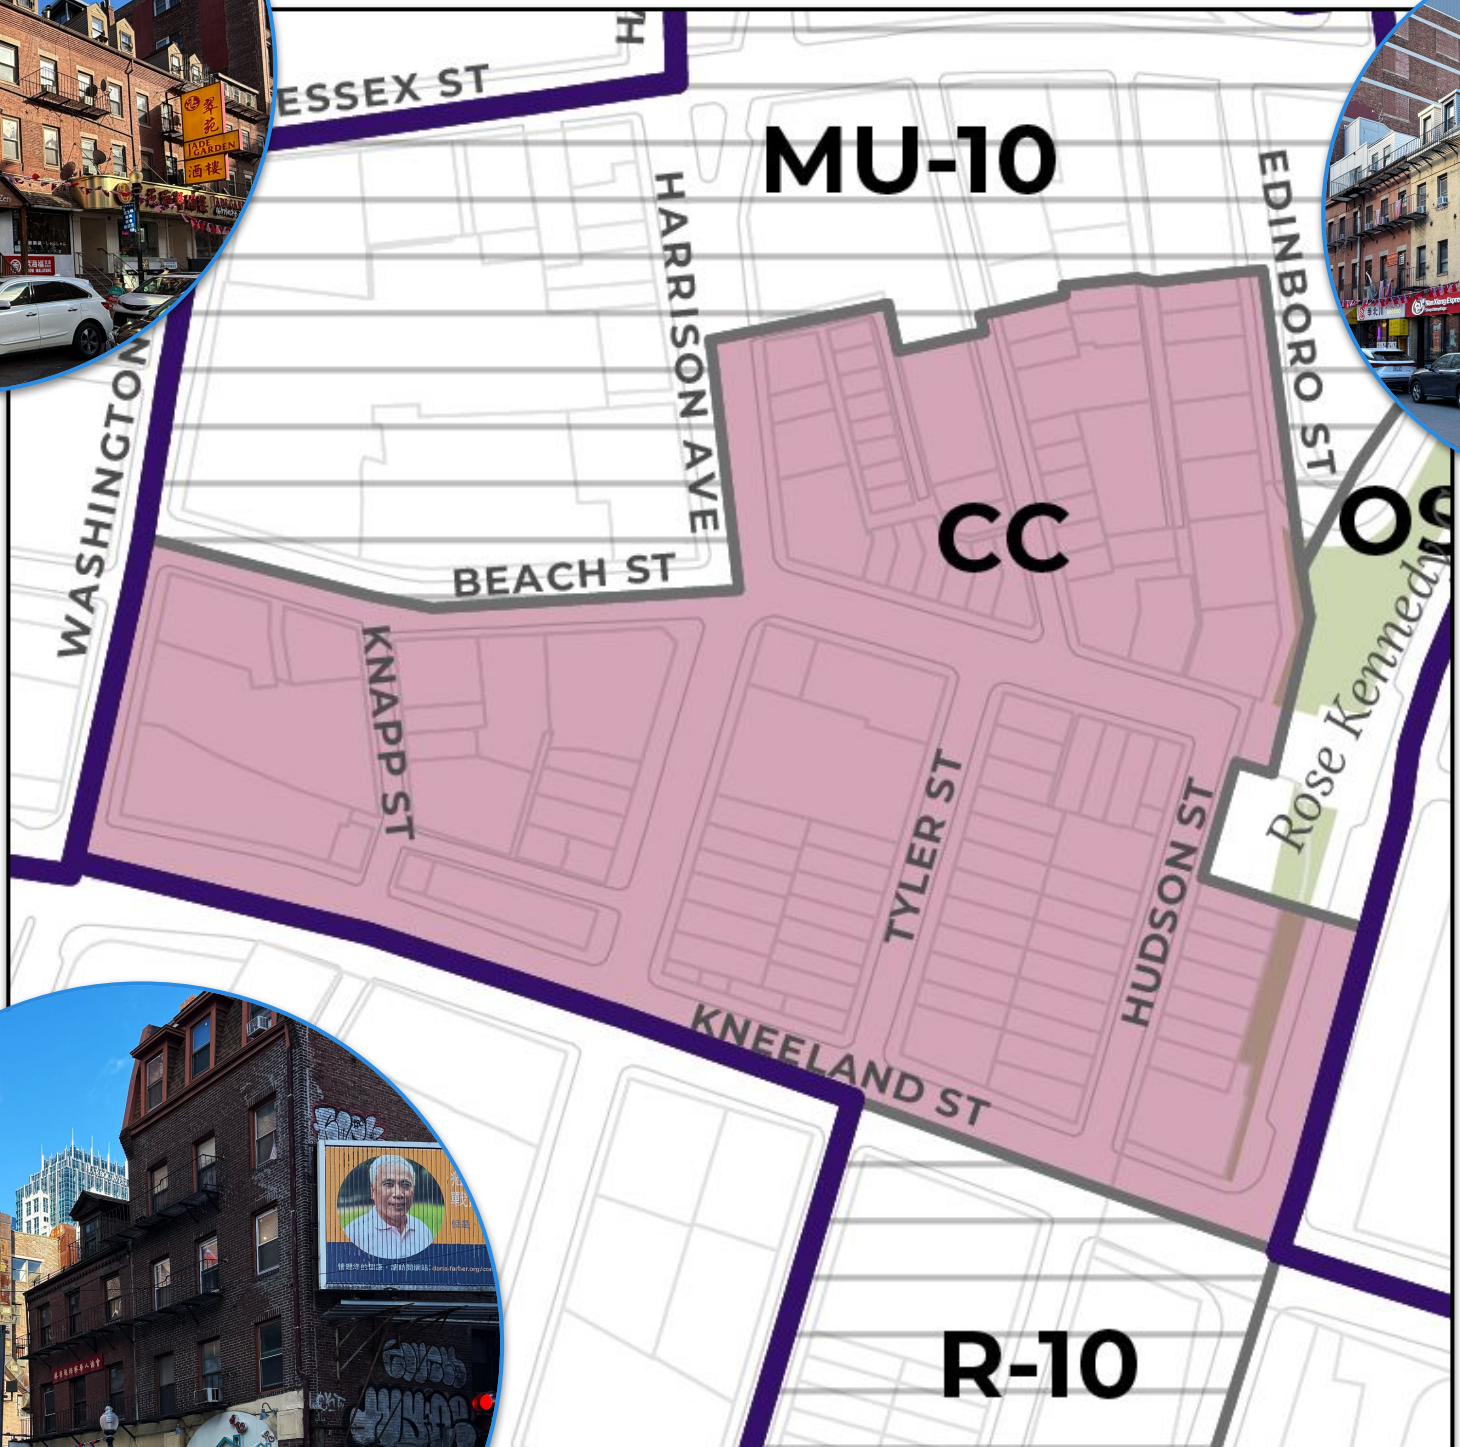 ESSEX ST
翠
苑
JADE
GARDEN
酒樓
MU-10
HARRISON AVE
EDINBORO ST
WASHINGTON
CC
BEACH ST
KNAPP ST
TYLER ST
HUDSON ST
Rose Kennedy
KNEELAND ST
R-10